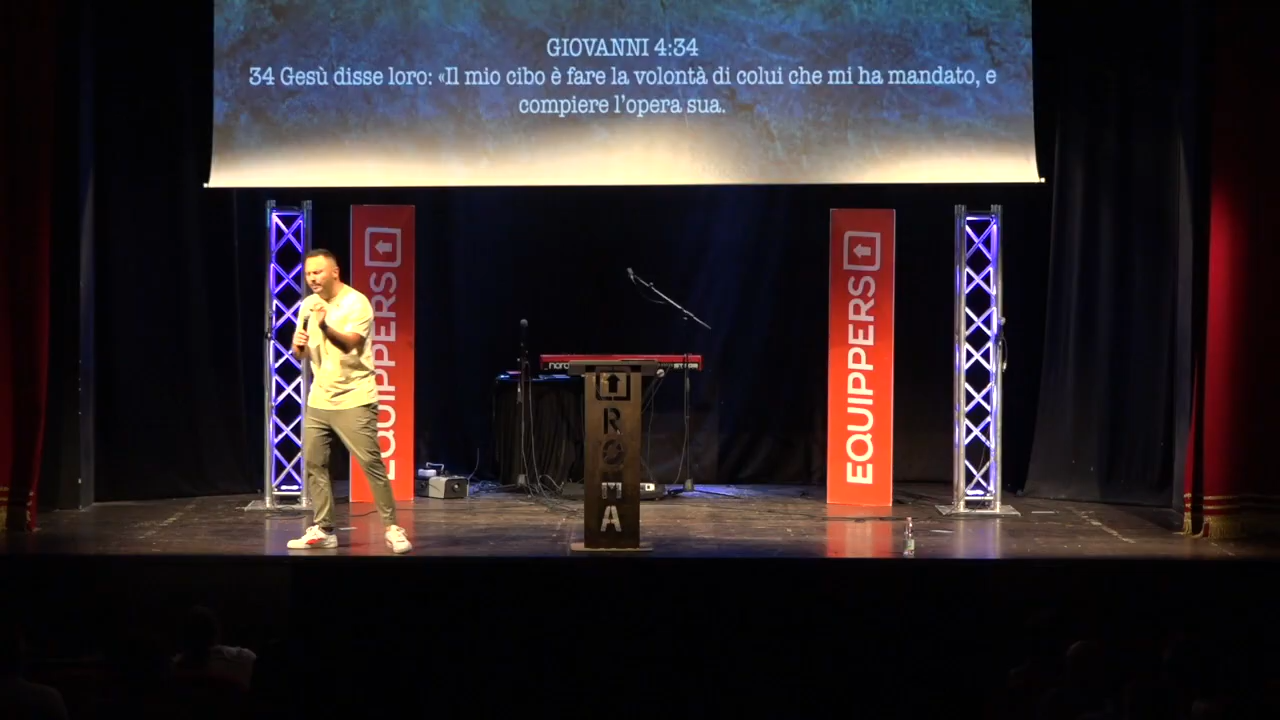 GIOVANNI 4:34
34 Gesù disse loro: «Il mio cibo è fare la volontà di colui che mi ha mandato, e
compiere l'opera sua.
EQUIPPERS
EQUIPPERS
nord
ROMA